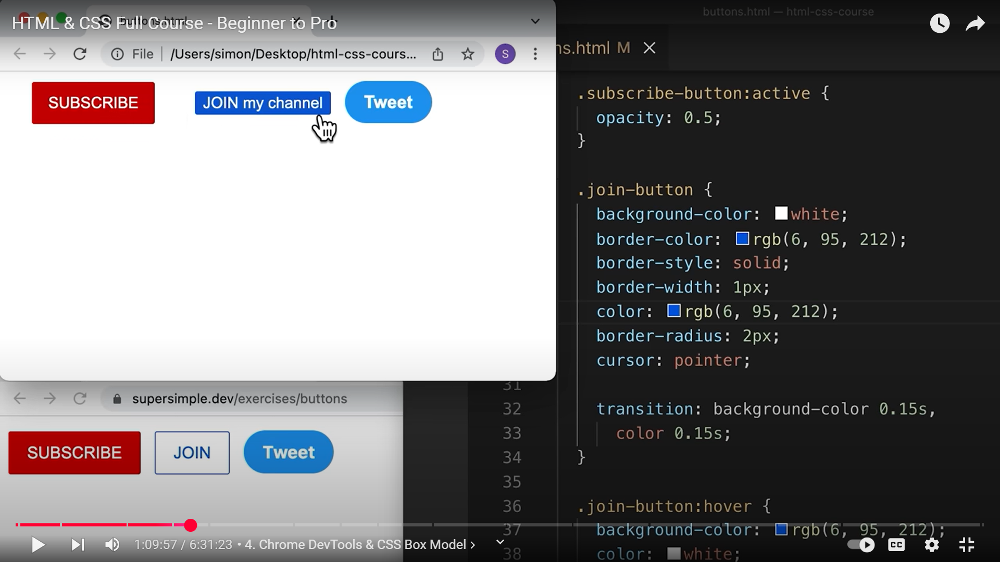 HTML & CSS Full Course - Beginner to Pro
buttons.html — html-css-course
File | /Users/simon/Desktop/html-css-cours...
S
ns.html M
SUBSCRIBE
JOIN my channel
Tweet
.subscribe-button:active {
opacity: 0.5;
}
.join-button {
background-color: white;
border-color: rgb(6, 95, 212);
border-style: solid;
border-width: 1px;
color: rgb(6, 95, 212);
border-radius: 2px;
cursor: pointer;
31
32 transition: background-color 0.15s,
33 color 0.15s;
34 }
35
36 .join-button:hover {
37 background-color: rgb(6, 95, 212);
38 color: white;
supersimple.dev/exercises/buttons
SUBSCRIBE
JOIN
Tweet
1:09:57 / 6:31:23 • 4. Chrome DevTools & CSS Box Model
CC